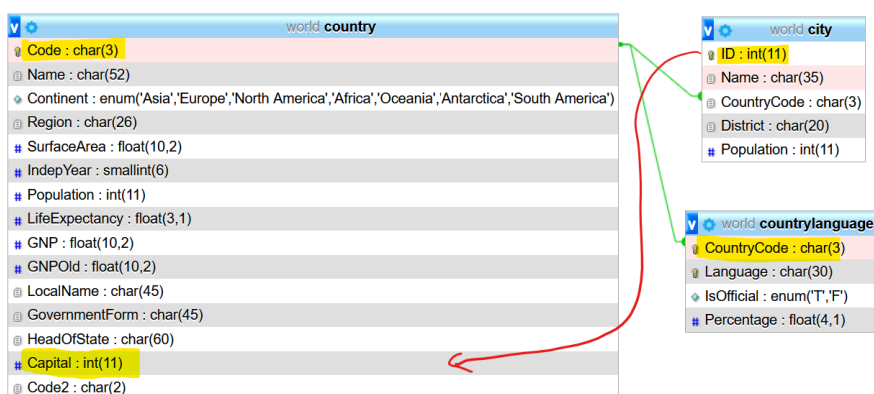 world country
Code : char(3)
Name : char(52)
Continent : enum('Asia','Europe','North America','Africa','Oceania','Antarctica','South America')
Region : char(26)
# SurfaceArea : float(10,2)
# IndepYear : smallint(6)
# Population : int(11)
# LifeExpectancy : float(3,1)
# GNP : float(10,2)
# GNPOld : float(10,2)
LocalName : char(45)
GovernmentForm : char(45)
HeadOfState : char(60)
# Capital : int(11)
Code2 : char(2)
world city
ID : int(11)
Name : char(35)
CountryCode : char(3)
District : char(20)
# Population : int(11)
world countrylanguage
CountryCode : char(3)
Language : char(30)
IsOfficial : enum('T','F')
# Percentage : float(4,1)